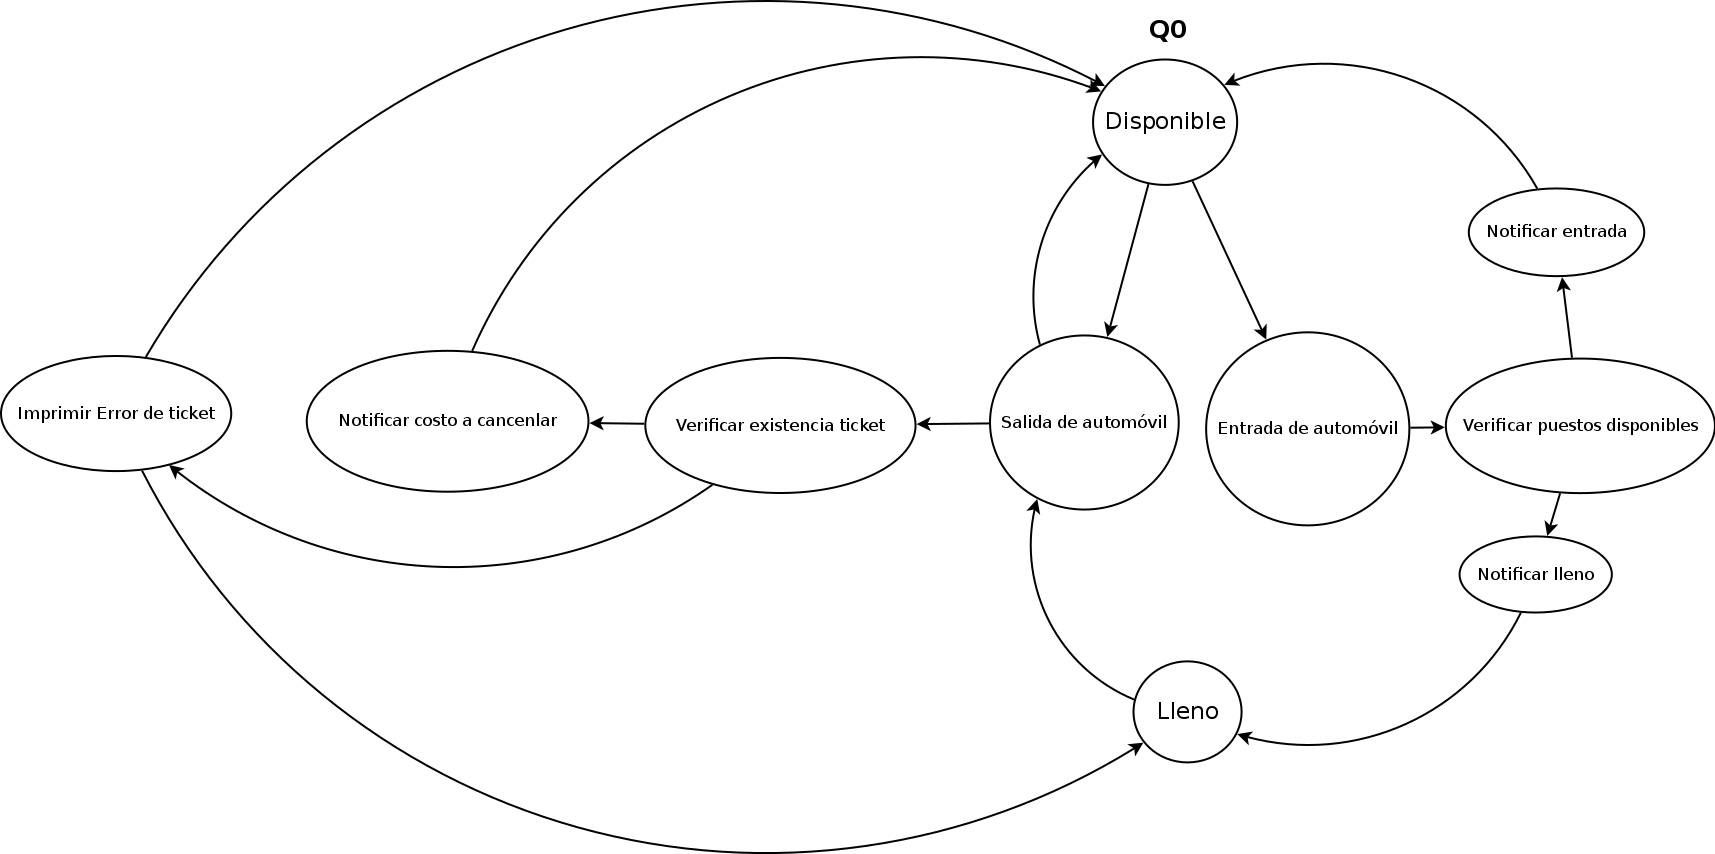 Q0
Disponible
Notificar entrada
Imprimir Error de ticket
Notificar costo a cancenlar
Verificar existencia ticket
Salida de automóvil
Entrada de automóvil
Verificar puestos disponibles
Notificar lleno
Lleno